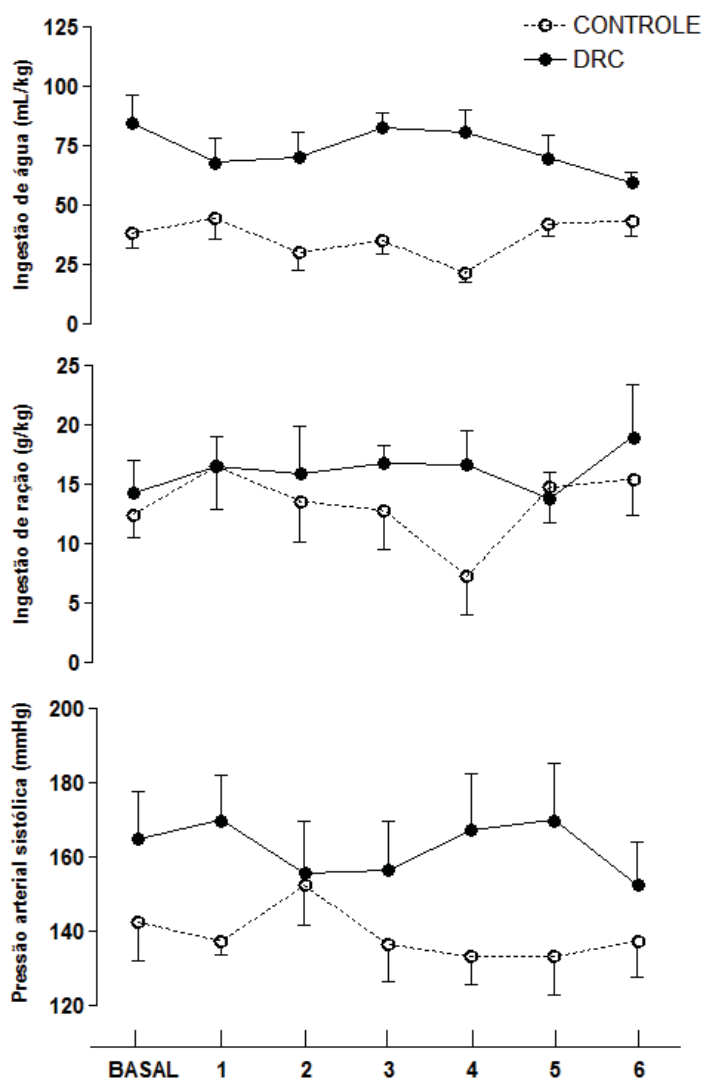 CONTROLE
DRC
Ingestão de água (mL/kg)
125
100
75
50
25
0
Ingestão de ração (g/kg)
25
20
15
10
5
0
Pressão arterial sistólica (mmHg)
200
180
160
140
120
BASAL 1 2 3 4 5 6